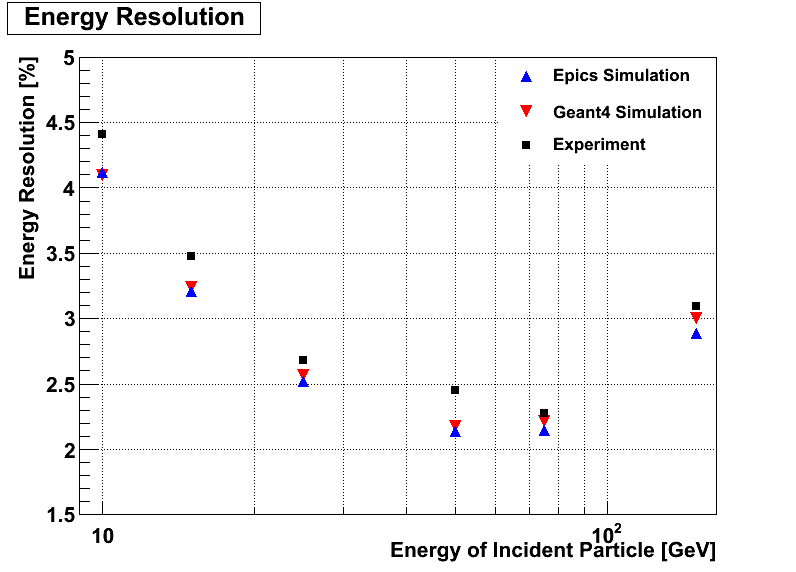 Energy Resolution
Energy Resolution [%]
5
4.5
4
3.5
3
2.5
2
1.5
Epics Simulation
Geant4 Simulation
Experiment
10
10²
Energy of Incident Particle [GeV]